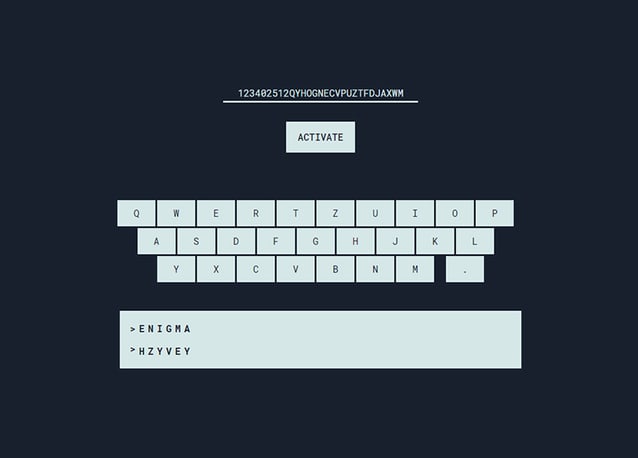 123402512QYHOGNECVPUZTFDJAXWM
ACTIVATE
Q W E R T Z U I O P
A S D F G H J K L
Y X C V B N M .
>ENIGMA
>HZYVEY